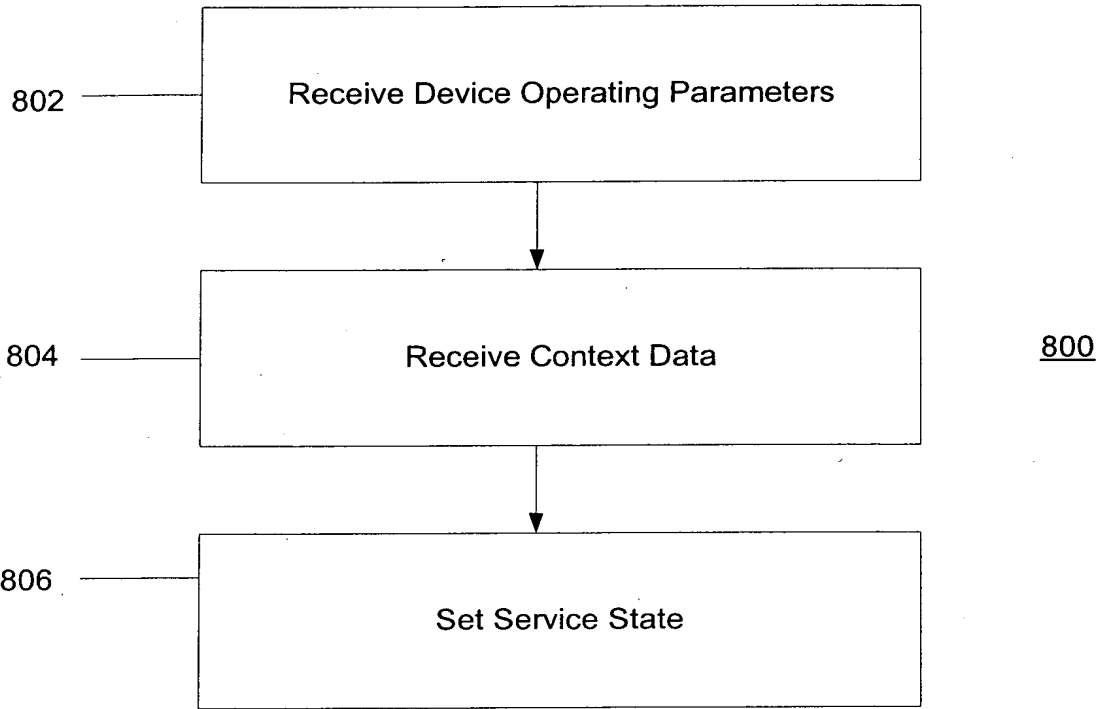 802
Receive Device Operating Parameters
804
Receive Context Data
800
806
Set Service State